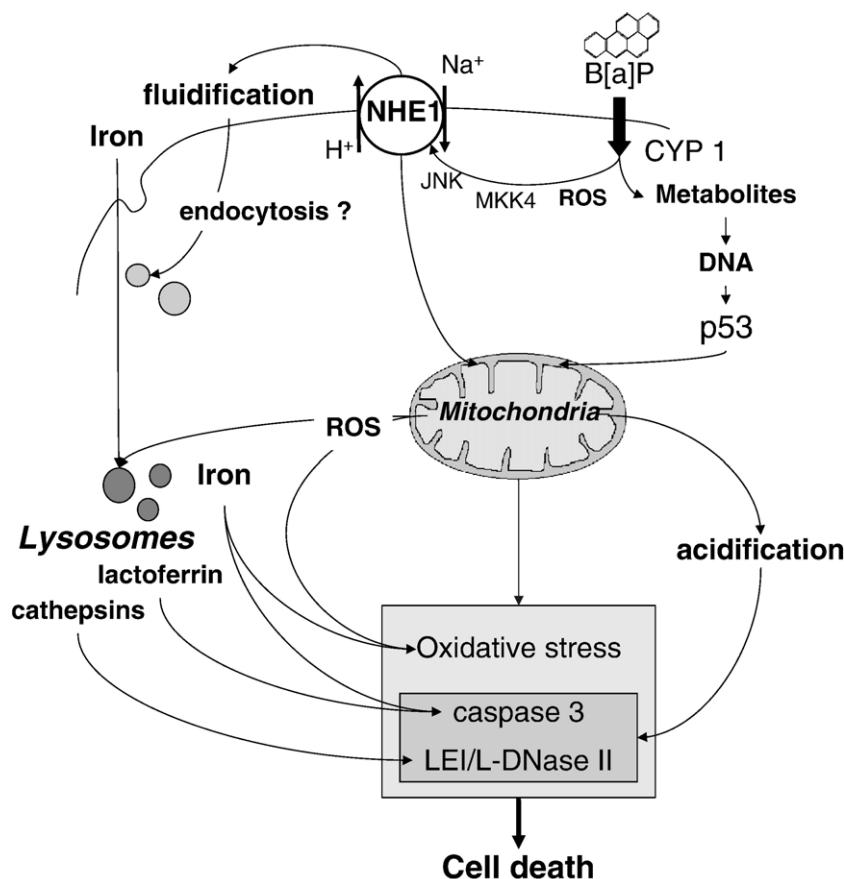 B[a]P
Na⁺
fluidification
NHE1
Iron
H⁺
CYP 1
JNK
MKK4
ROS
Metabolites
endocytosis ?
DNA
p53
Mitochondria
ROS
Iron
Lysosomes
acidification
lactoferrin
cathepsins
Oxidative stress
caspase 3
LEI/L-DNase II
Cell death